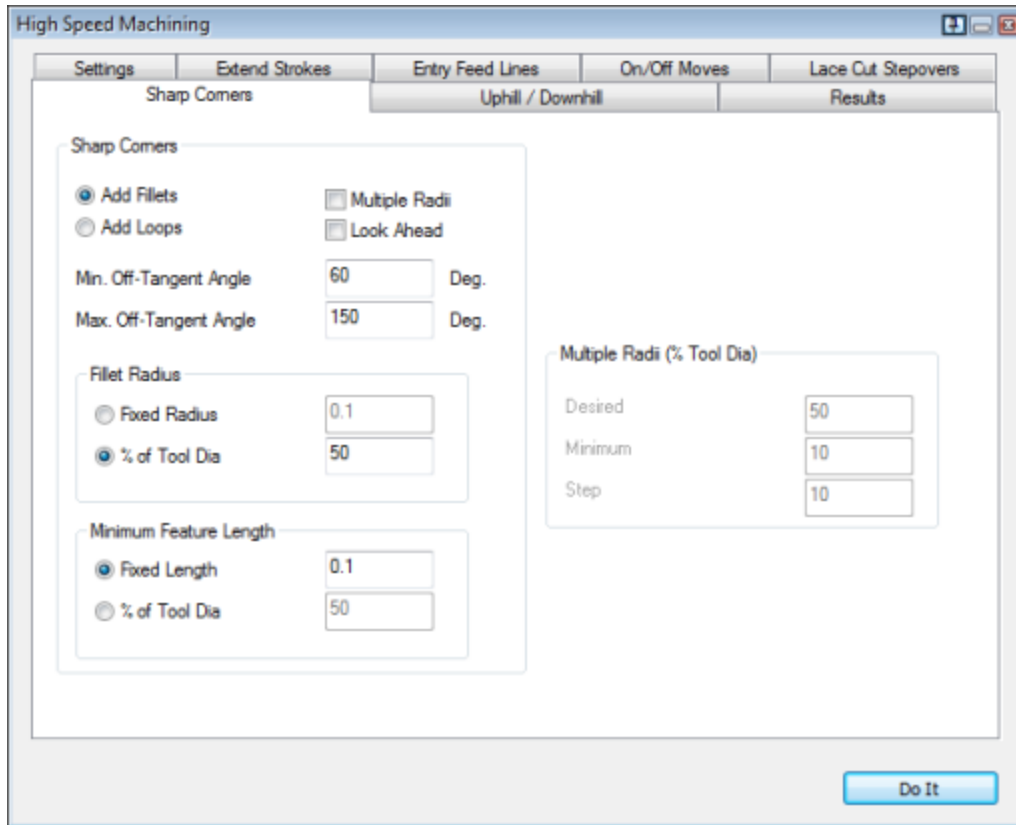 High Speed Machining
Settings Extend Strokes Entry Feed Lines On/Off Moves Lace Cut Stepovers
Sharp Corners Uphill / Downhill Results
Sharp Corners
Add Fillets Multiple Radii
Add Loops Look Ahead
Min. Off-Tangent Angle 60 Deg.
Max. Off-Tangent Angle 150 Deg.
Fillet Radius
Fixed Radius 0.1
% of Tool Dia 50
Minimum Feature Length
Fixed Length 0.1
% of Tool Dia 50
Multiple Radii (% Tool Dia)
Desired 50
Minimum 10
Step 10
Do It